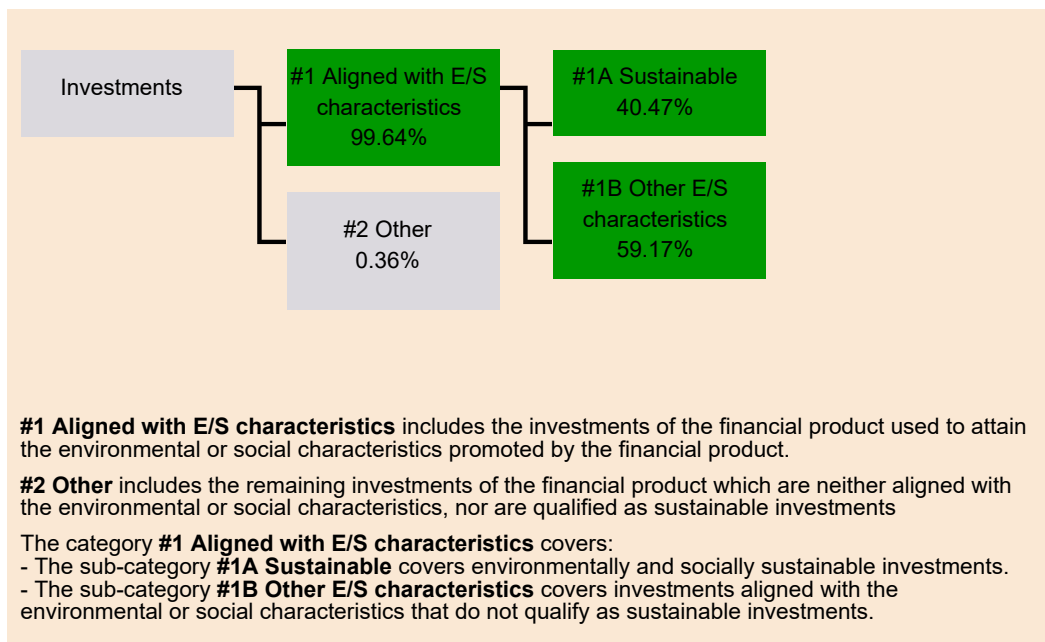 Investments
#1 Aligned with E/S
characteristics
99.64%
#2 Other
0.36%
#1A Sustainable
40.47%
#1B Other E/S
characteristics
59.17%
#1 Aligned with E/S characteristics includes the investments of the financial product used to attain
the environmental or social characteristics promoted by the financial product.
#2 Other includes the remaining investments of the financial product which are neither aligned with
the environmental or social characteristics, nor are qualified as sustainable investments
The category #1 Aligned with E/S characteristics covers:
- The sub-category #1A Sustainable covers environmentally and socially sustainable investments.
- The sub-category #1B Other E/S characteristics covers investments aligned with the
environmental or social characteristics that do not qualify as sustainable investments.